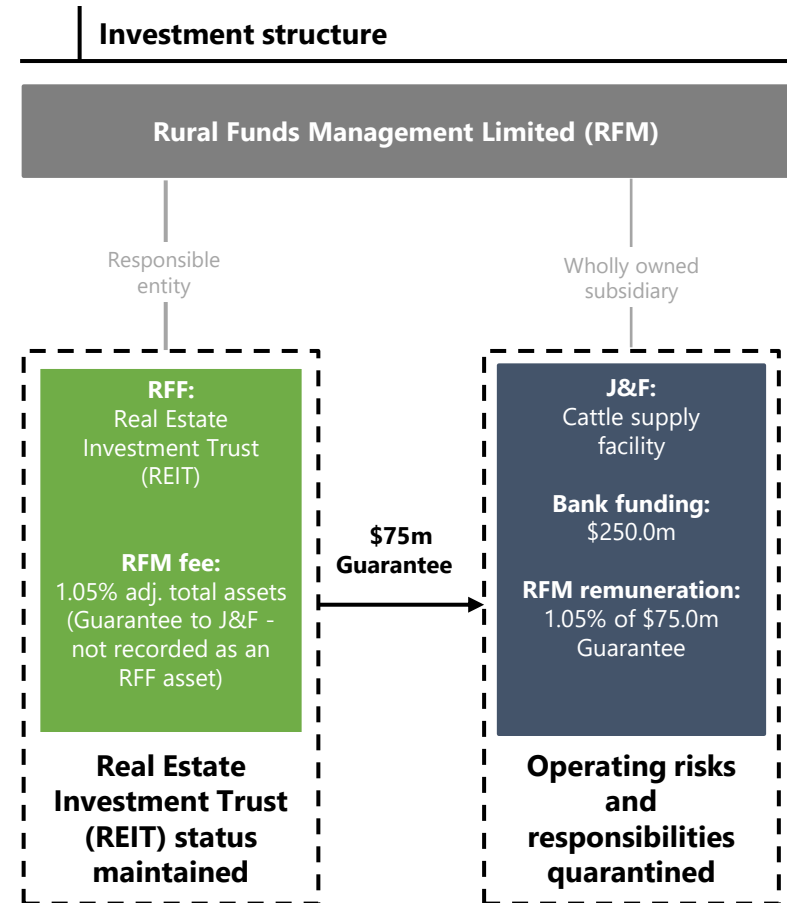 Investment structure
Rural Funds Management Limited (RFM)
Responsible
entity
Wholly owned
subsidiary
RFF:
Real Estate
Investment Trust
(REIT)
RFM fee:
1.05% adj. total assets
(Guarantee to J&F -
not recorded as an
RFF asset)
Real Estate
Investment Trust
(REIT) status
maintained
$75m
Guarantee
J&F:
Cattle supply
facility
Bank funding:
$250.0m
RFM remuneration:
1.05% of $75.0m
Guarantee
Operating risks
and
responsibilities
quarantined